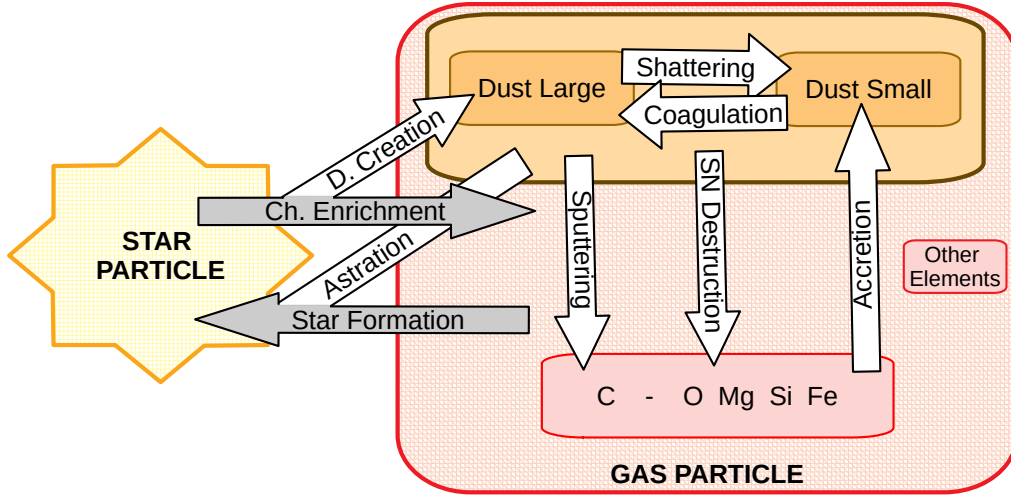 Shattering
Dust Large
Dust Small
Coagulation
D. Creation
Ch. Enrichment
STAR
PARTICLE
Astration
Star Formation
Sputtering
SN Destruction
Accretion
Other
Elements
C - O Mg Si Fe
GAS PARTICLE